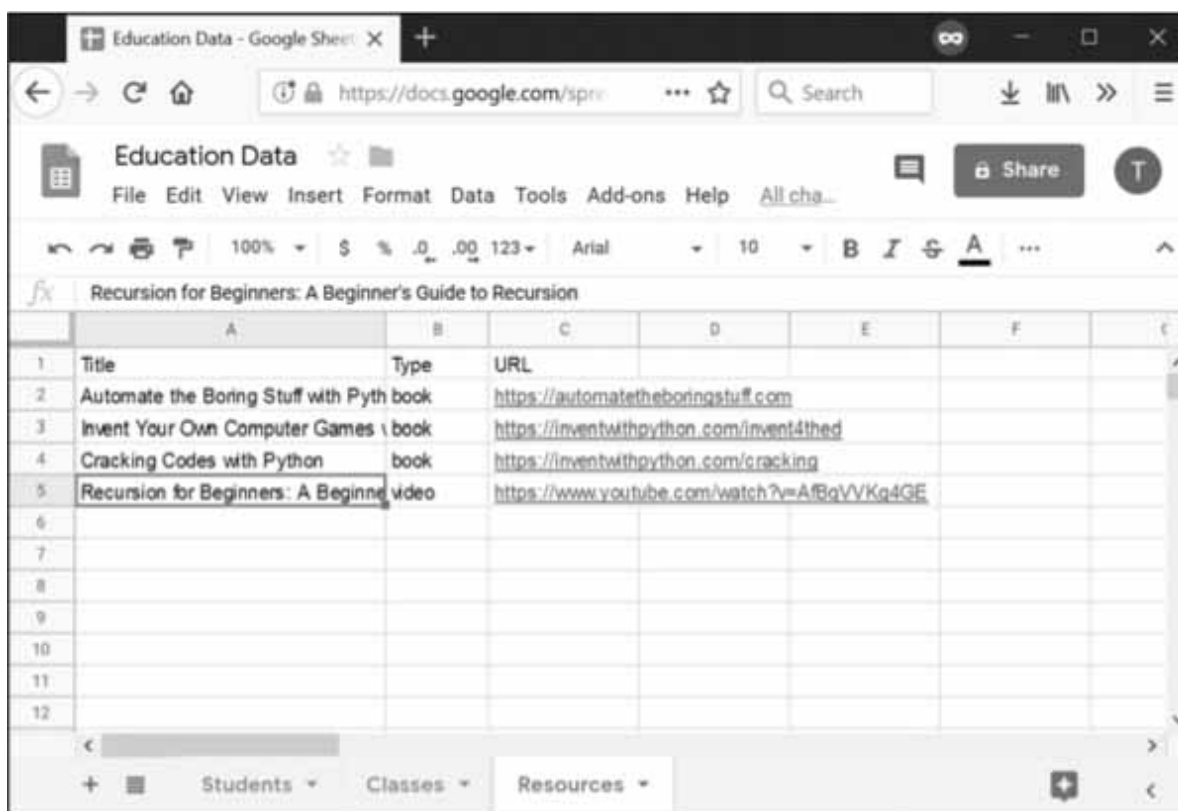 Education Data - Google Sheet
https://docs.google.com/spre ... Search
Education Data
Share T
File Edit View Insert Format Data Tools Add-ons Help All cha...
100% $ % .0 .00 123 Arial 10 B I S A ...
fx Recursion for Beginners: A Beginner's Guide to Recursion
A B C D E F
1 Title Type URL
2 Automate the Boring Stuff with Pyth book https://automatetheboringstuff.com
3 Invent Your Own Computer Games book https://inventwithpython.com/invent4thed
4 Cracking Codes with Python book https://inventwithpython.com/cracking
5 Recursion for Beginners: A Beginne video https://www.youtube.com/watch?v=AfBqVVKg4GE
6
7
8
9
10
11
12
+ Students Classes Resources